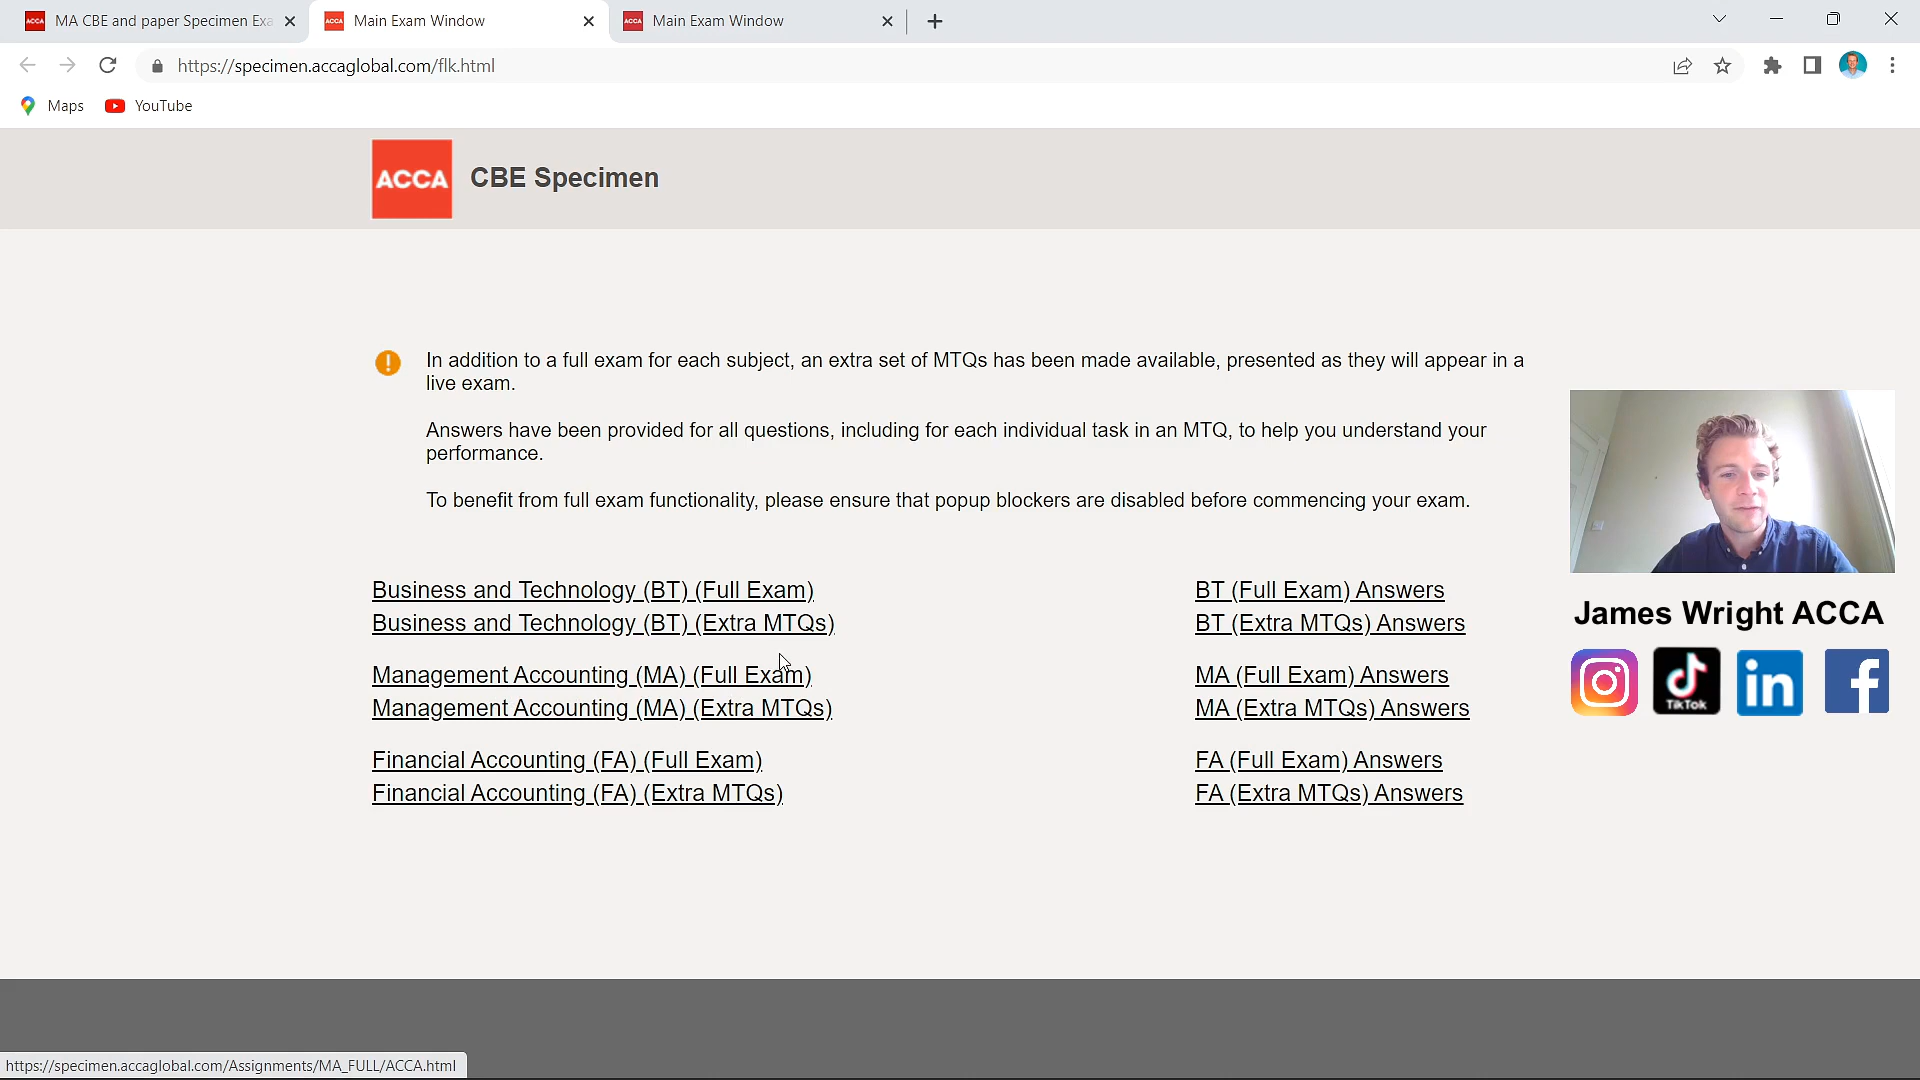 MA CBE and paper Specimen Exa
Main Exam Window
Main Exam Window
https://specimen.accaglobal.com/flk.html
Maps
YouTube
ACCA
CBE Specimen
In addition to a full exam for each subject, an extra set of MTQs has been made available, presented as they will appear in a
live exam.
Answers have been provided for all questions, including for each individual task in an MTQ, to help you understand your
performance.
To benefit from full exam functionality, please ensure that popup blockers are disabled before commencing your exam.
Business and Technology (BT) (Full Exam)
BT (Full Exam) Answers
Business and Technology (BT) (Extra MTQs)
BT (Extra MTQs) Answers
Management Accounting (MA) (Full Exam)
MA (Full Exam) Answers
Management Accounting (MA) (Extra MTQs)
MA (Extra MTQs) Answers
Financial Accounting (FA) (Full Exam)
FA (Full Exam) Answers
Financial Accounting (FA) (Extra MTQs)
FA (Extra MTQs) Answers
James Wright ACCA
TikTok
in
f
https://specimen.accaglobal.com/Assignments/MA_FULL/ACCA.html